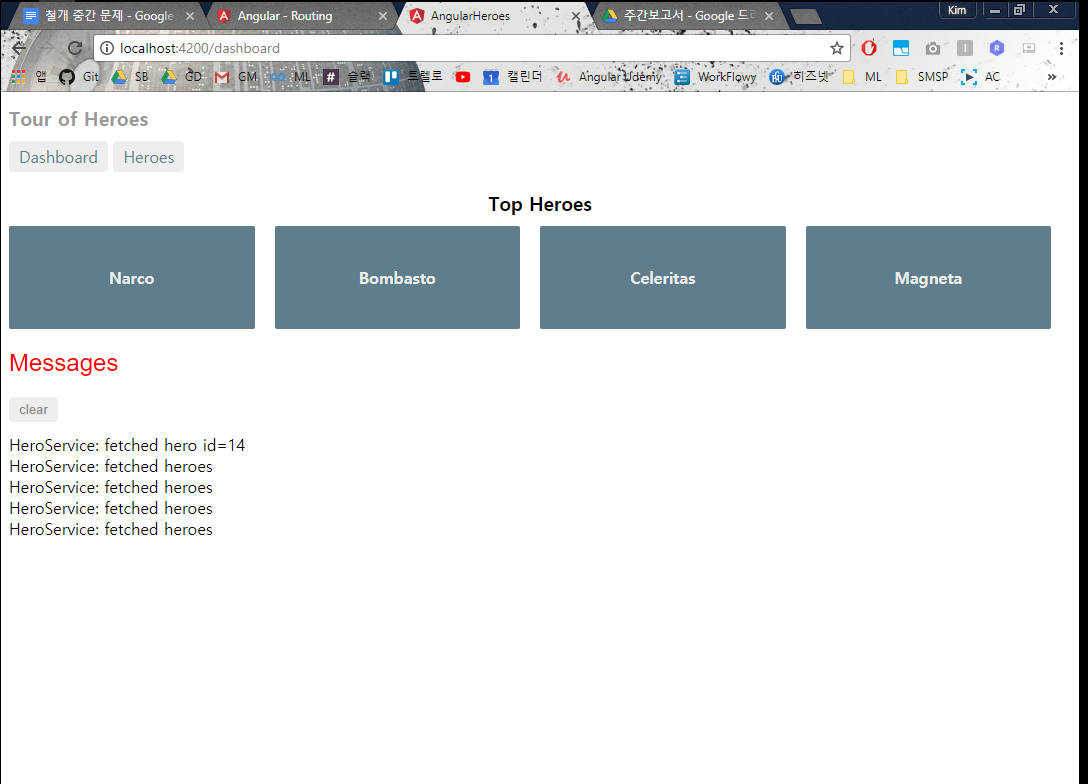 철개 중간 문제 - Google
Angular - Routing
AngularHeroes
주간보고서 - Google 드라
Kim
localhost:4200/dashboard
앱
Git
SB
GD
GM
ML
슬랙
트렐로
1
캘린더
Angular Udemy
WorkFlowy
히즈넷
ML
SMSP
AC
»
Tour of Heroes
Dashboard Heroes
Top Heroes
Narco Bombasto Celeritas Magneta
Messages
clear
HeroService: fetched hero id=14
HeroService: fetched heroes
HeroService: fetched heroes
HeroService: fetched heroes
HeroService: fetched heroes